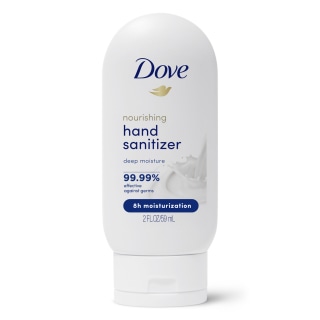 Dove
nourishing
hand
sanitizer
deep moisture
99.99%
effective
against germs
8h moisturization
2 FL OZ/59 mL